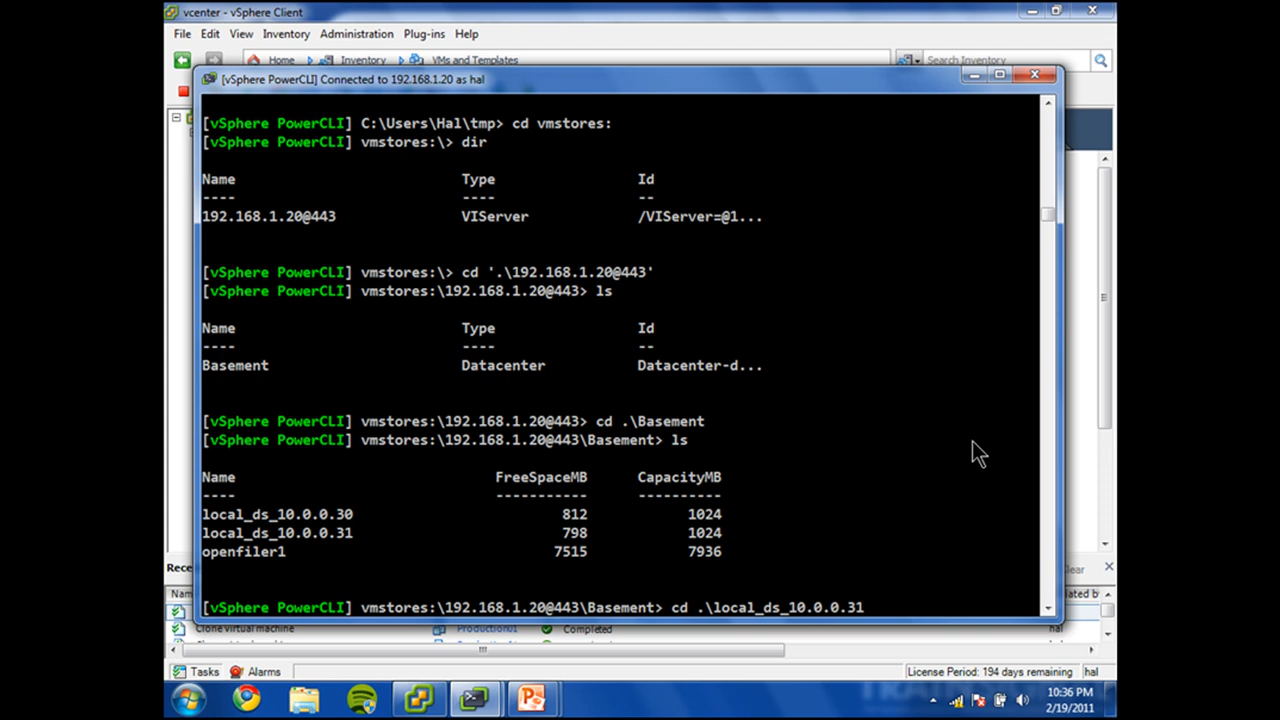 vcenter - vSphere Client
File Edit View Inventory Administration Plug-ins Help
Home Inventory VMs and Templates Search Inventory
[vSphere PowerCLI] Connected to 192.168.1.20 as hal
[vSphere PowerCLI] C:\Users\Hal\tmp> cd vmstores:
[vSphere PowerCLI] vmstores:\> dir
Name Type Id
---- ---- --
192.168.1.20@443 VIServer /VIServer=@1...
[vSphere PowerCLI] vmstores:\> cd '.\192.168.1.20@443'
[vSphere PowerCLI] vmstores:\192.168.1.20@443> ls
Name Type Id
---- ---- --
Basement Datacenter Datacenter-d...
[vSphere PowerCLI] vmstores:\192.168.1.20@443> cd .\Basement
[vSphere PowerCLI] vmstores:\192.168.1.20@443\Basement> ls
Name FreeSpaceMB CapacityMB
---- ----------- ----------
local_ds_10.0.0.30 812 1024
local_ds_10.0.0.31 798 1024
openfiler1 7515 7936
[vSphere PowerCLI] vmstores:\192.168.1.20@443\Basement> cd .\local_ds_10.0.0.31
Clone virtual machine Production01 Completed hal
Tasks Alarms License Period: 194 days remaining hal
10:36 PM
2/19/2011